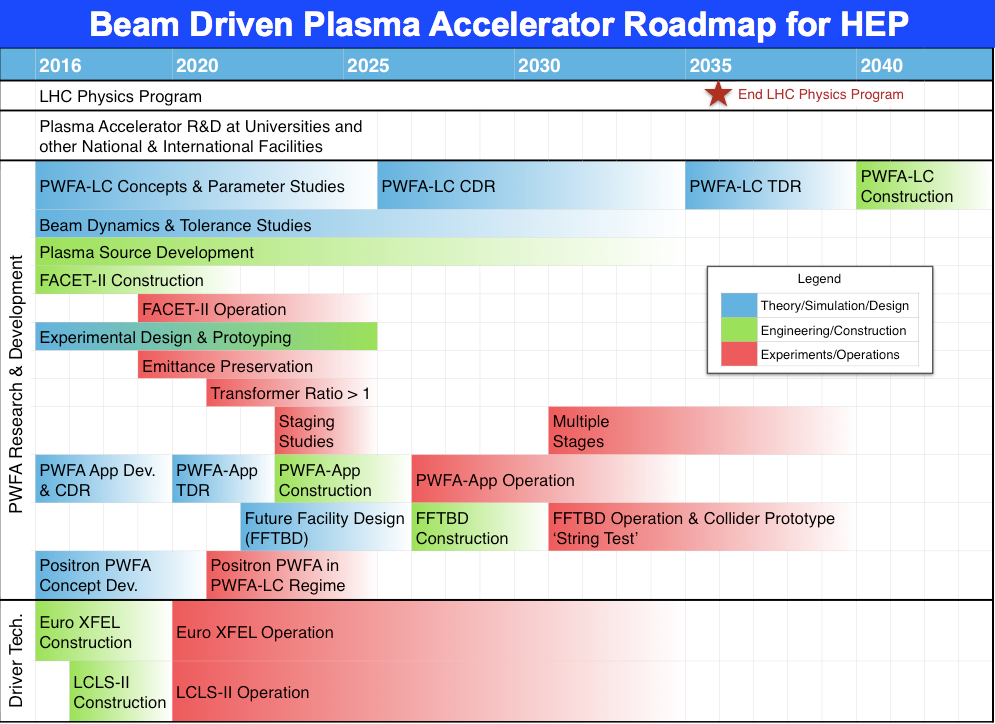 Beam Driven Plasma Accelerator Roadmap for HEP
2016 2020 2025 2030 2035 2040
LHC Physics Program
End LHC Physics Program
Plasma Accelerator R&D at Universities and
other National & International Facilities
PWFA Research & Development
PWFA-LC Concepts & Parameter Studies
PWFA-LC CDR
PWFA-LC TDR
PWFA-LC
Construction
Beam Dynamics & Tolerance Studies
Plasma Source Development
FACET-II Construction
FACET-II Operation
Experimental Design & Protoyping
Emittance Preservation
Transformer Ratio > 1
Staging
Studies
Multiple
Stages
PWFA App Dev.
& CDR
PWFA-App
TDR
PWFA-App
Construction
PWFA-App Operation
Future Facility Design
(FFTBD)
FFTBD
Construction
FFTBD Operation & Collider Prototype
‘String Test’
Positron PWFA
Concept Dev.
Positron PWFA in
PWFA-LC Regime
Legend
Theory/Simulation/Design
Engineering/Construction
Experiments/Operations
Driver Tech.
Euro XFEL
Construction
Euro XFEL Operation
LCLS-II
Construction
LCLS-II Operation